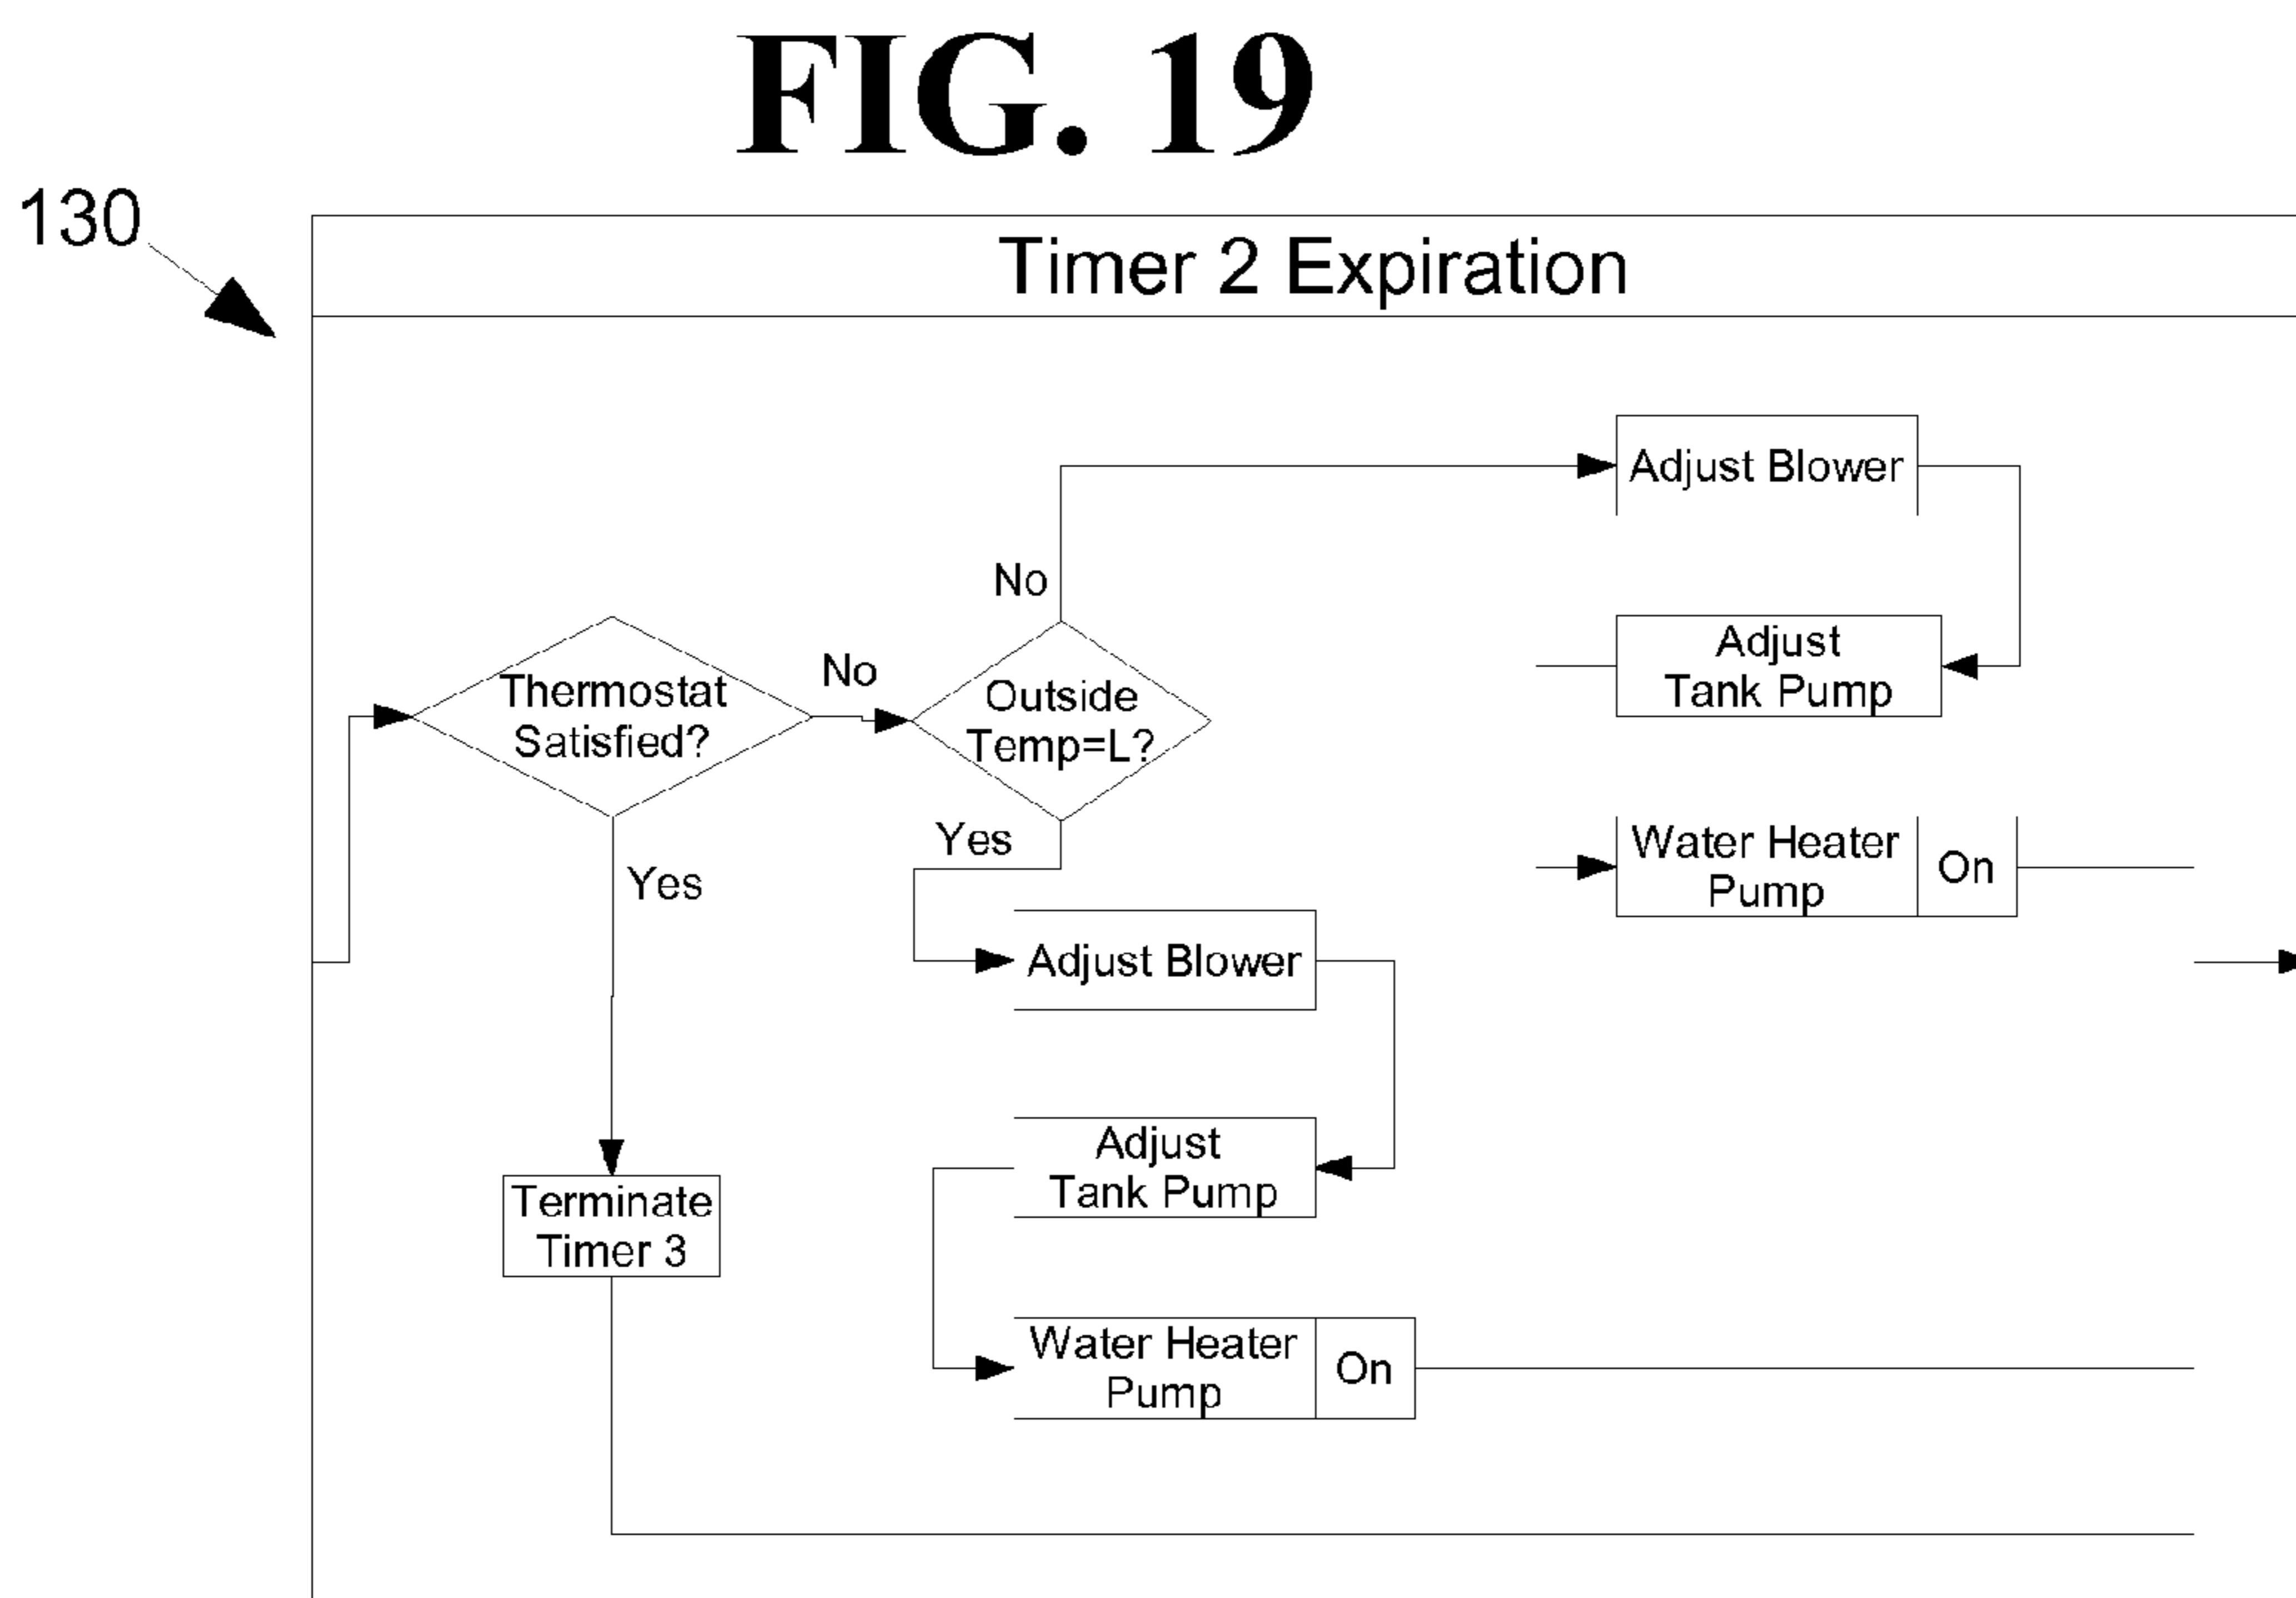 FIG. 19
130
Timer 2 Expiration
Adjust Blower
No
Adjust
Tank Pump
Thermostat
Satisfied?
No
Outside
Temp=L?
Yes
Yes
Water Heater
Pump
On
Adjust Blower
Adjust
Tank Pump
Terminate
Timer 3
Water Heater
Pump
On